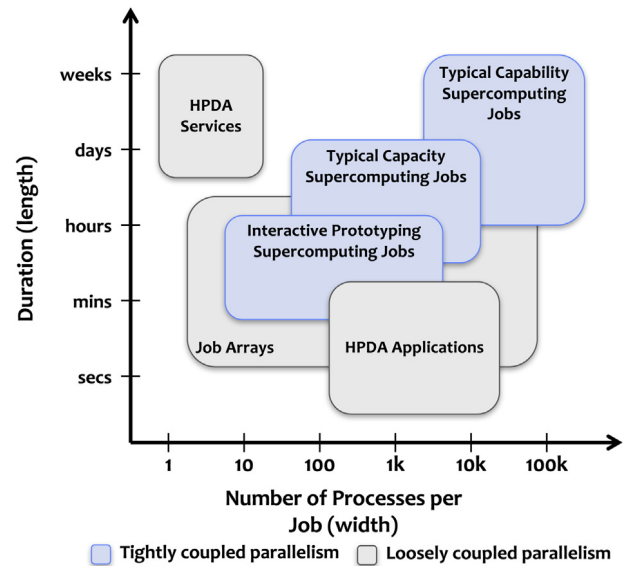 weeks
days
hours
mins
secs
Duration (length)
HPDA
Services
Typical Capability
Supercomputing
Jobs
Typical Capacity
Supercomputing Jobs
Interactive Prototyping
Supercomputing Jobs
Job Arrays
HPDA Applications
1
10
100
1k
10k
100k
Number of Processes per
Job (width)
Tightly coupled parallelism
Loosely coupled parallelism